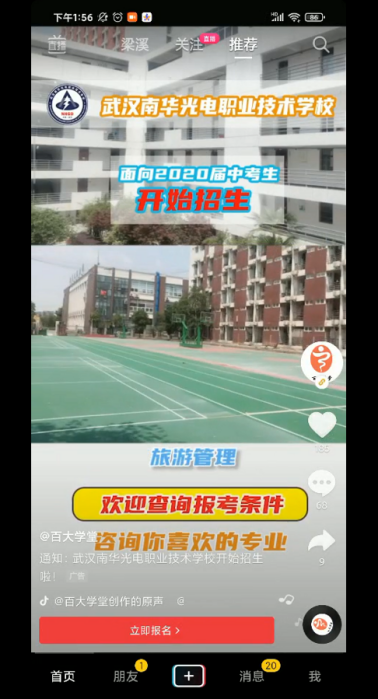 下午1:56
86
直播
梁溪
关注
直播
推荐
武汉南华光电职业技术学校
面向2020届中考生
开始招生
旅游管理
185
69
9
欢迎查询报考条件
咨询你喜欢的专业
@百大学堂
通知：武汉南华光电职业技术学校开始招生
啦！ 广告
@百大学堂创作的原声 @
立即报名 >
首页
朋友
1
消息
20
我